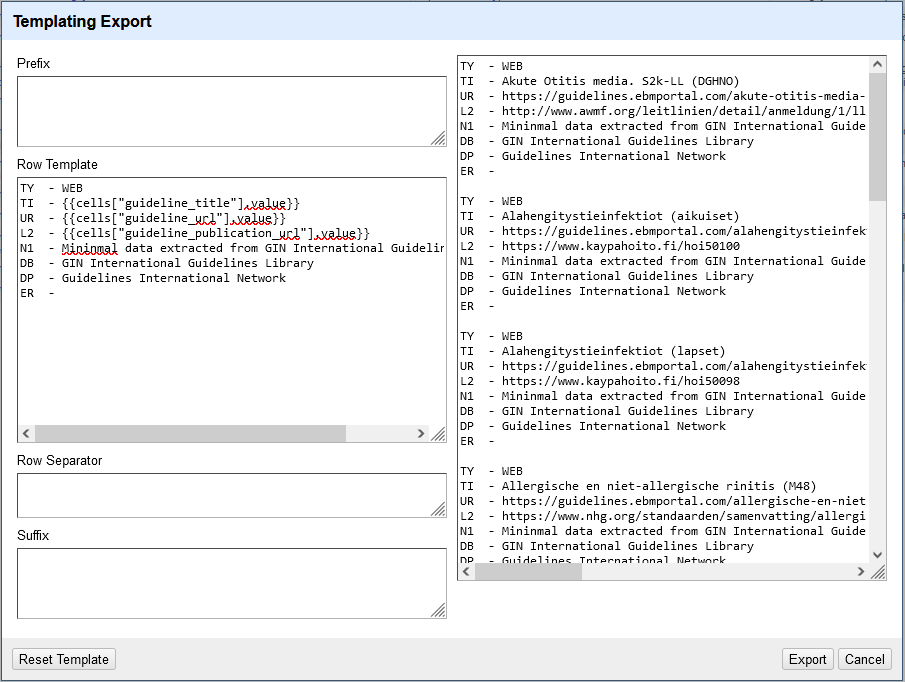 Templating Export
Prefix
Row Template
TY  - WEB
TI  - {{cells["guideline_title"].value}}
UR  - {{cells["guideline_url"].value}}
L2  - {{cells["guideline_publication_url"].value}}
N1  - Mininmal data extracted from GIN International Guidelin
DB  - GIN International Guidelines Library
DP  - Guidelines International Network
ER  -
Row Separator
Suffix
TY  - WEB
TI  - Akute Otitis media. S2k-LL (DGHNO)
UR  - https://guidelines.ebmportal.com/akute-otitis-media-
L2  - http://www.awmf.org/leitlinien/detail/anmeldung/1/ll
N1  - Mininmal data extracted from GIN International Guide
DB  - GIN International Guidelines Library
DP  - Guidelines International Network
ER  -
TY  - WEB
TI  - Alahengitystieinfektiot (aikuiset)
UR  - https://guidelines.ebmportal.com/alahengitystieinfek
L2  - https://www.kaypahoito.fi/hoi50100
N1  - Mininmal data extracted from GIN International Guide
DB  - GIN International Guidelines Library
DP  - Guidelines International Network
ER  -
TY  - WEB
TI  - Alahengitystieinfektiot (lapset)
UR  - https://guidelines.ebmportal.com/alahengitystieinfek
L2  - https://www.kaypahoito.fi/hoi50098
N1  - Mininmal data extracted from GIN International Guide
DB  - GIN International Guidelines Library
DP  - Guidelines International Network
ER  -
TY  - WEB
TI  - Allergische en niet-allergische rinitis (M48)
UR  - https://guidelines.ebmportal.com/allergische-en-niet
L2  - https://www.nhg.org/standaarden/samenvatting/allergi
N1  - Mininmal data extracted from GIN International Guide
DB  - GIN International Guidelines Library
DP  - Guidelines International Network
Reset Template
Export
Cancel